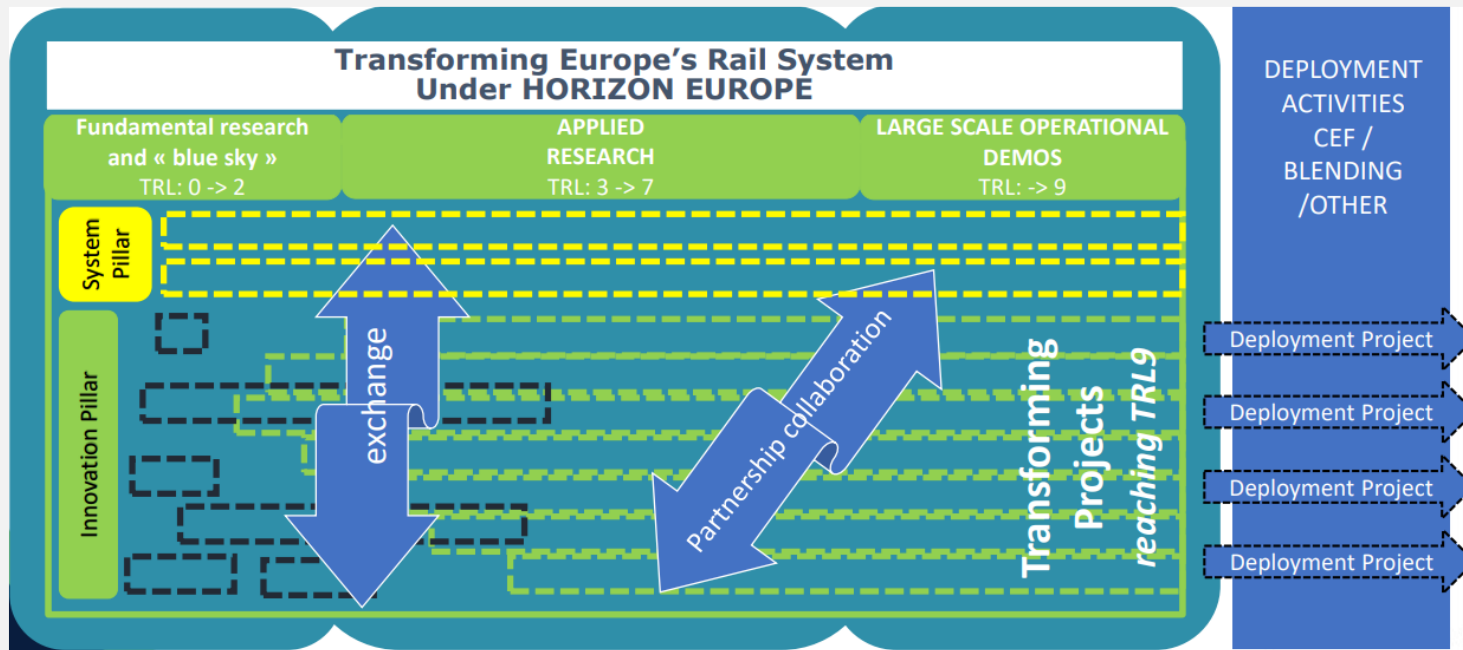 Transforming Europe's Rail System
Under HORIZON EUROPE
Fundamental research
and « blue sky »
TRL: 0 -> 2
APPLIED
RESEARCH
TRL: 3 -> 7
LARGE SCALE OPERATIONAL
DEMOS
TRL: -> 9
DEPLOYMENT
ACTIVITIES
CEF /
BLENDING
/OTHER
System
Pillar
Innovation Pillar
exchange
Partnership collaboration
Transforming
Projects
reaching TRL9
Deployment Project
Deployment Project
Deployment Project
Deployment Project